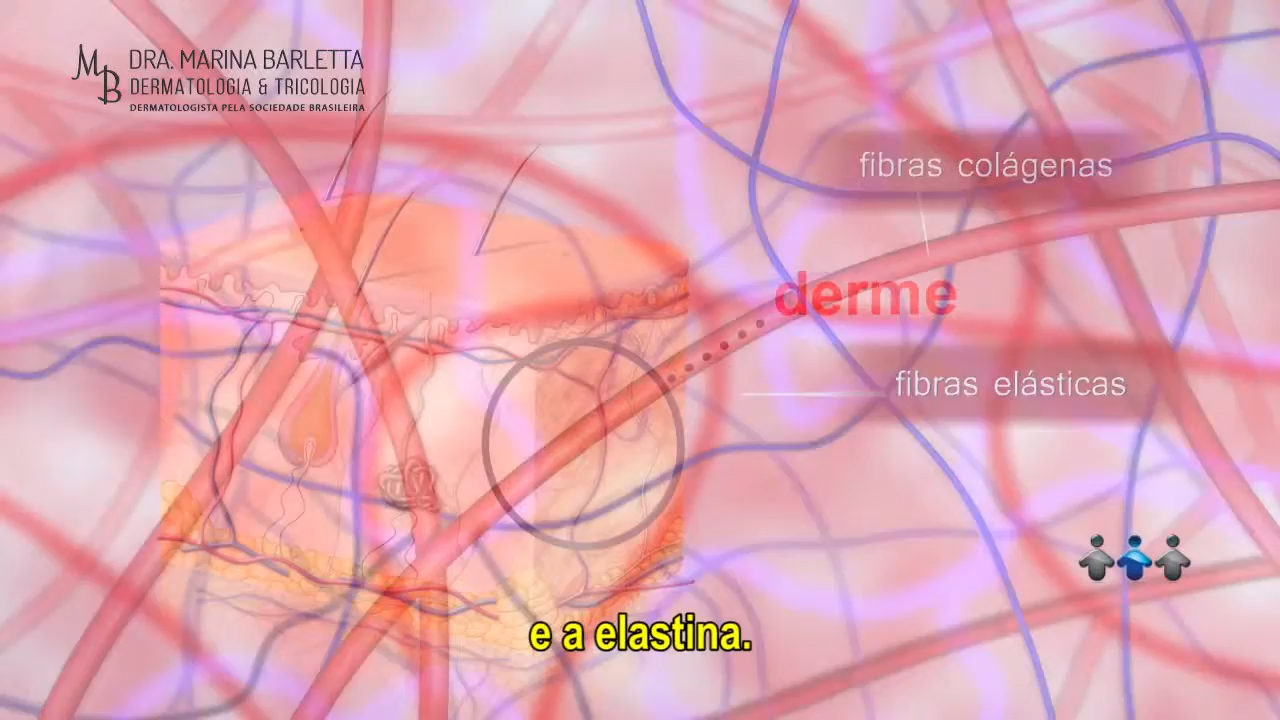 MB
DRA. MARINA BARLETTA
DERMATOLOGIA & TRICOLOGIA
DERMATOLOGISTA PELA SOCIEDADE BRASILEIRA
fibras colágenas
derme
fibras elásticas
e a elastina.